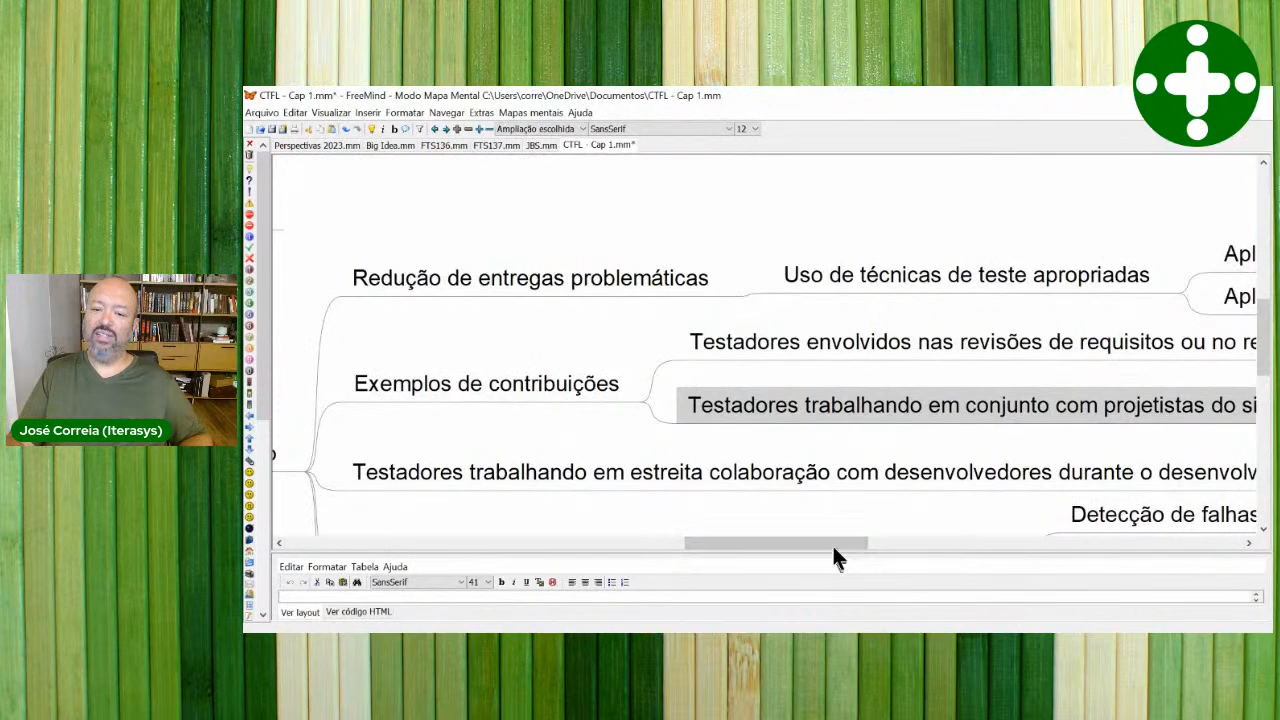 CTFL - Cap 1.mm* - FreeMind - Modo Mapa Mental C:\Users\corre\OneDrive\Documentos\CTFL - Cap 1.mm
Arquivo Editar Visualizar Inserir Formatar Navegar Extras Mapas mentais Ajuda
Ampliação escolhida SansSerif 12
Perspectivas 2023.mm Big Idea.mm FTS136.mm FTS137.mm JBS.mm CTFL - Cap 1.mm*
Apl
Redução de entregas problemáticas
Uso de técnicas de teste apropriadas
Apl
Testadores envolvidos nas revisões de requisitos ou no re
Exemplos de contribuições
Testadores trabalhando em conjunto com projetistas do si
José Correia (Iterasys)
Testadores trabalhando em estreita colaboração com desenvolvedores durante o desenvolv
Detecção de falhas
Editar Formatar Tabela Ajuda
SansSerif 41
Ver layout Ver código HTML